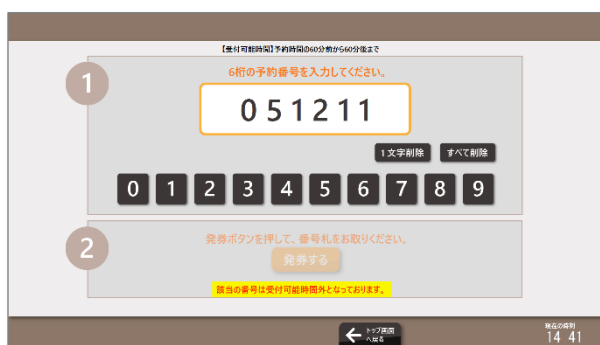 【受付可能時間】予約時間の60分前から60分後まで
1
6桁の予約番号を入力してください。
051211
1文字削除 すべて削除
0 1 2 3 4 5 6 7 8 9
2
発券ボタンを押して、番号札をお取りください。
発券する
該当の番号は受付可能時間外となっております。
トップ画面
へ戻る
現在の時刻
14 41